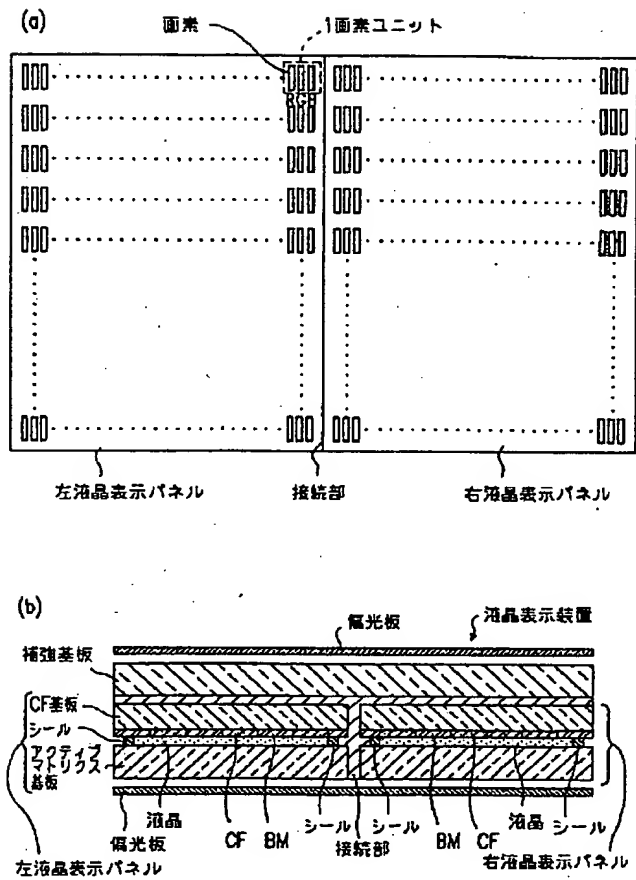 (a)
画素
1画素ユニット
RGB
左液晶表示パネル
接続部
右液晶表示パネル
(b)
偏光板
液晶表示装置
補強基板
CF基板
シール
アクティブ
マトリクス
基板
液晶
シール
シール
液晶
シール
偏光板
CF
BM
接続部
BM
CF
左液晶表示パネル
右液晶表示パネル